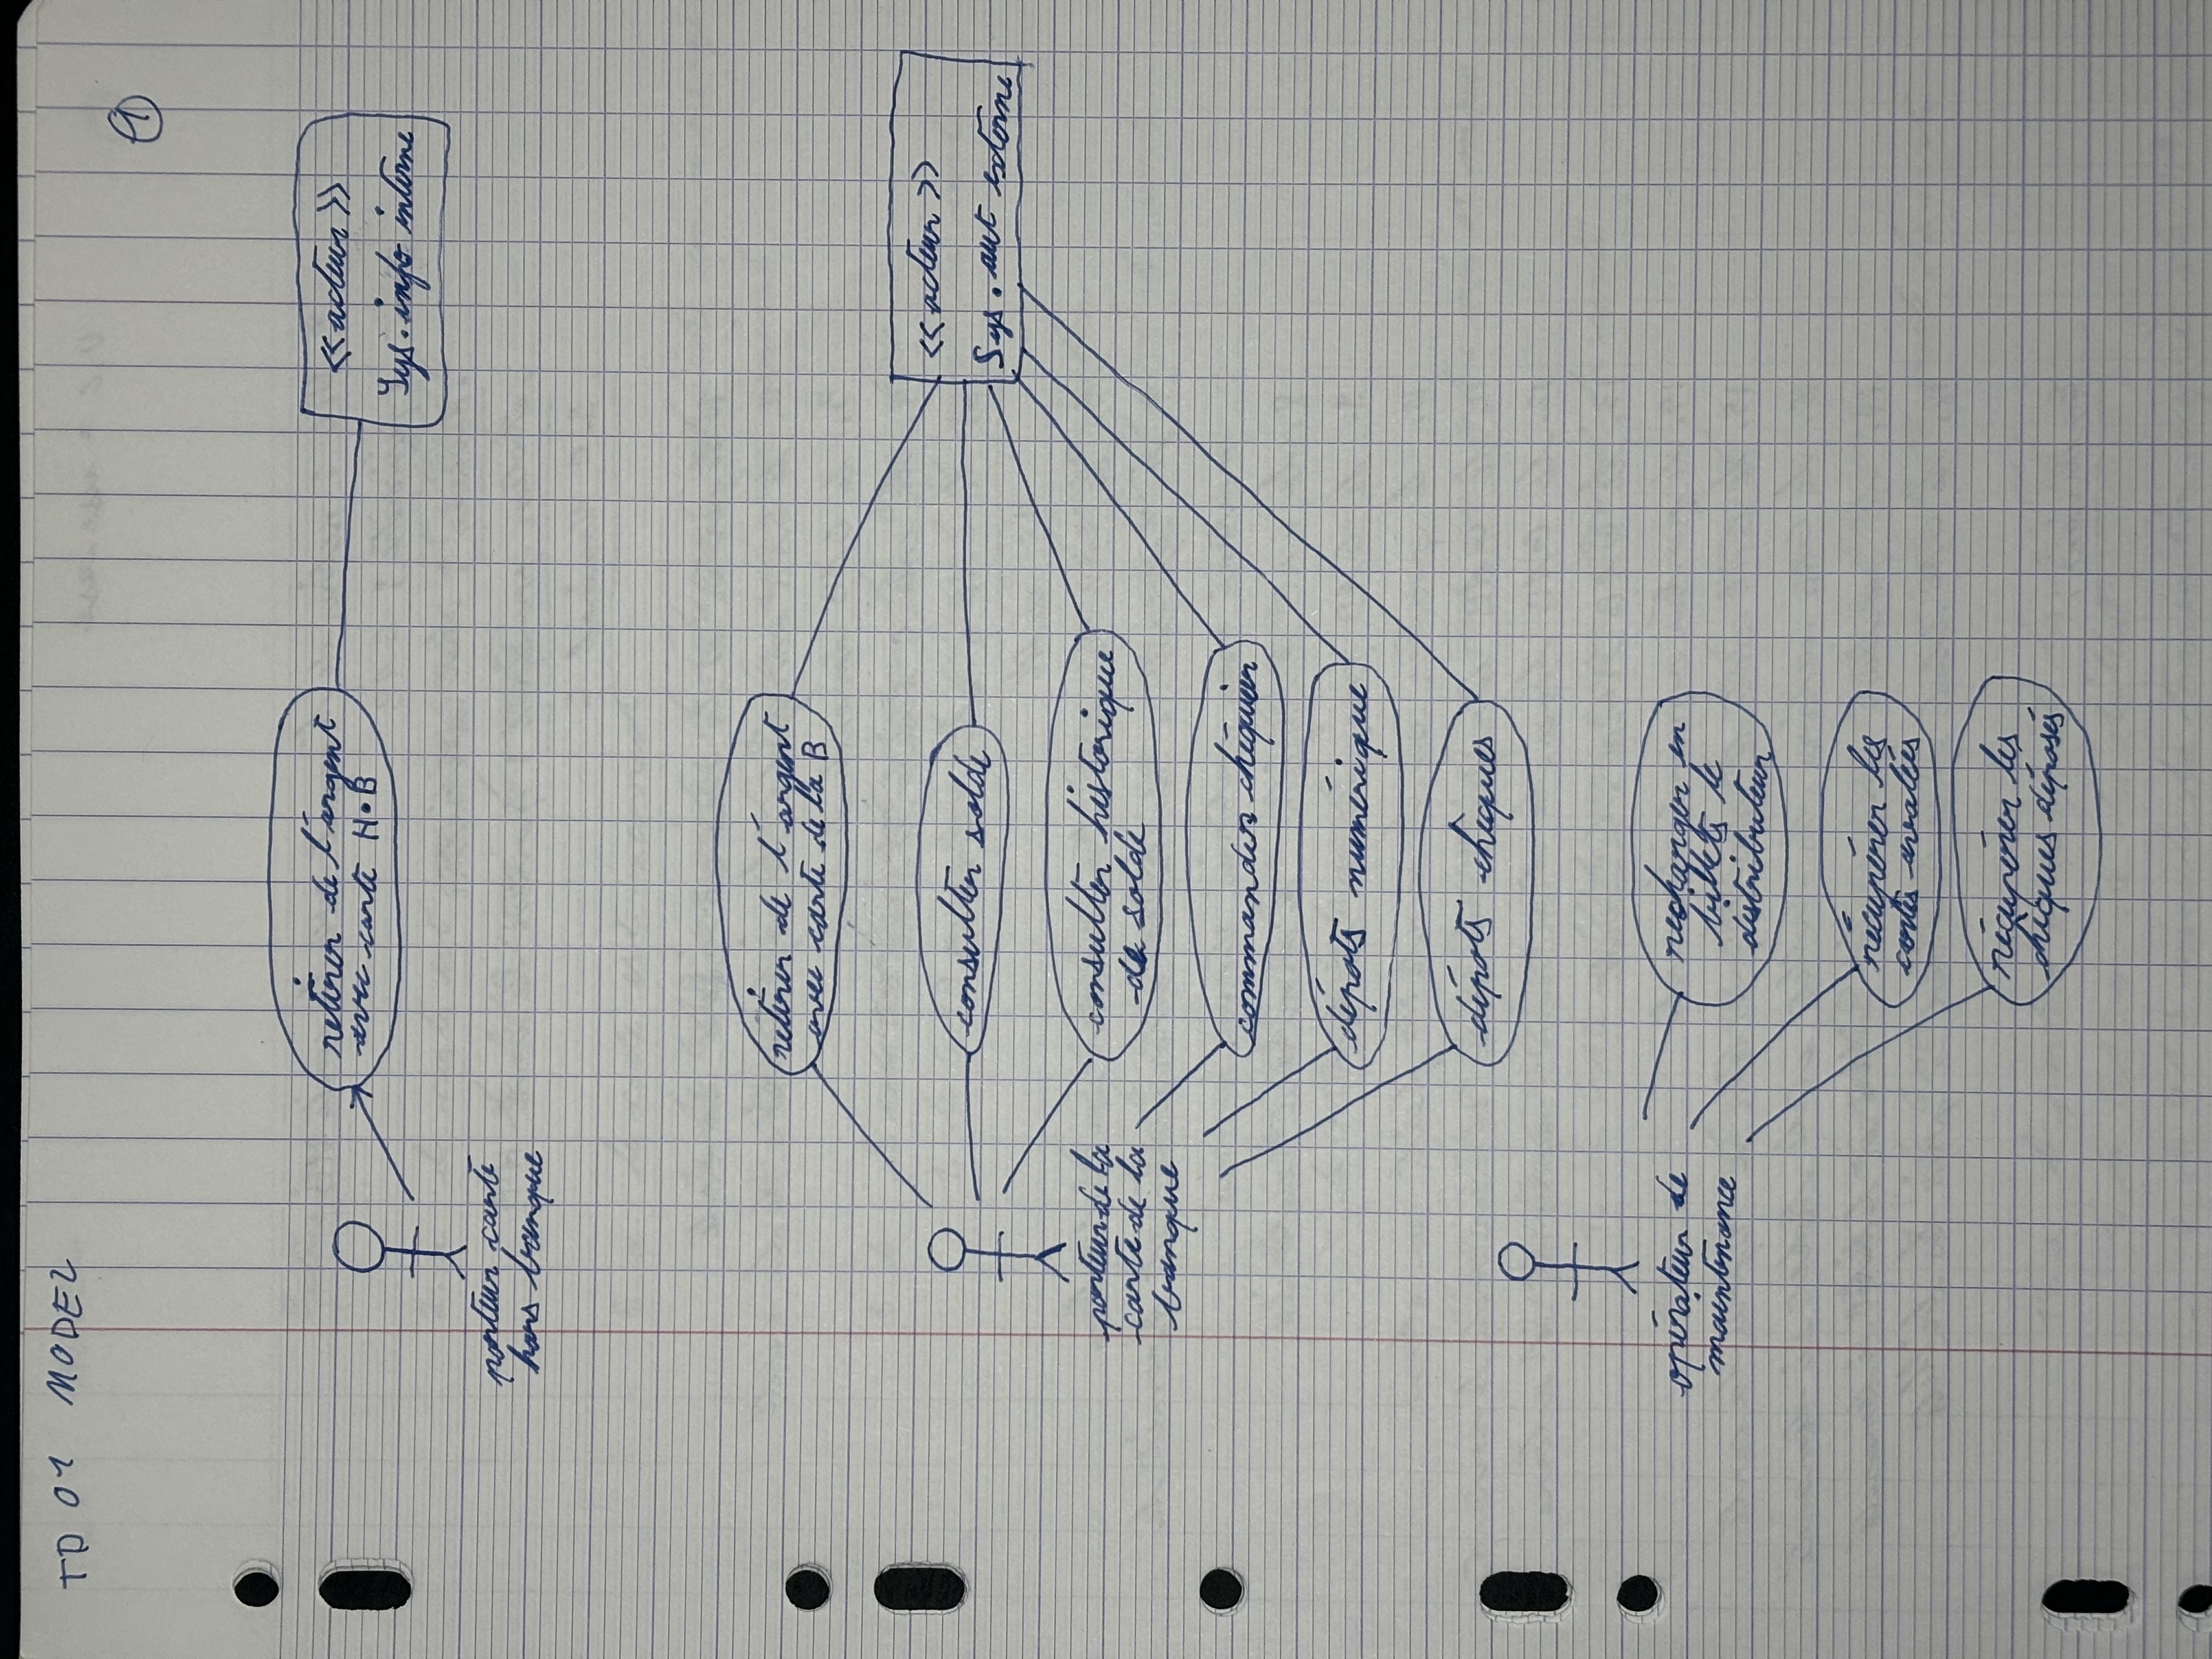 TD 01 MODEL
1
retirer de l'argent
avec carte H.B
<<acteur>>
Sys. info interne
porteur carte
hors banque
retirer de l'argent
avec carte de la B
<<acteur>>
Sys. aut externe
consulter solde
consulter historique
de solde
porteur de la
carte de la
banque
commander chéquier
dépots numérique
dépots chèques
opérateur de
maintenance
recharger en
billets le
distributeur
récupérer les
cartes avalées
récupérer les
chèques déposés